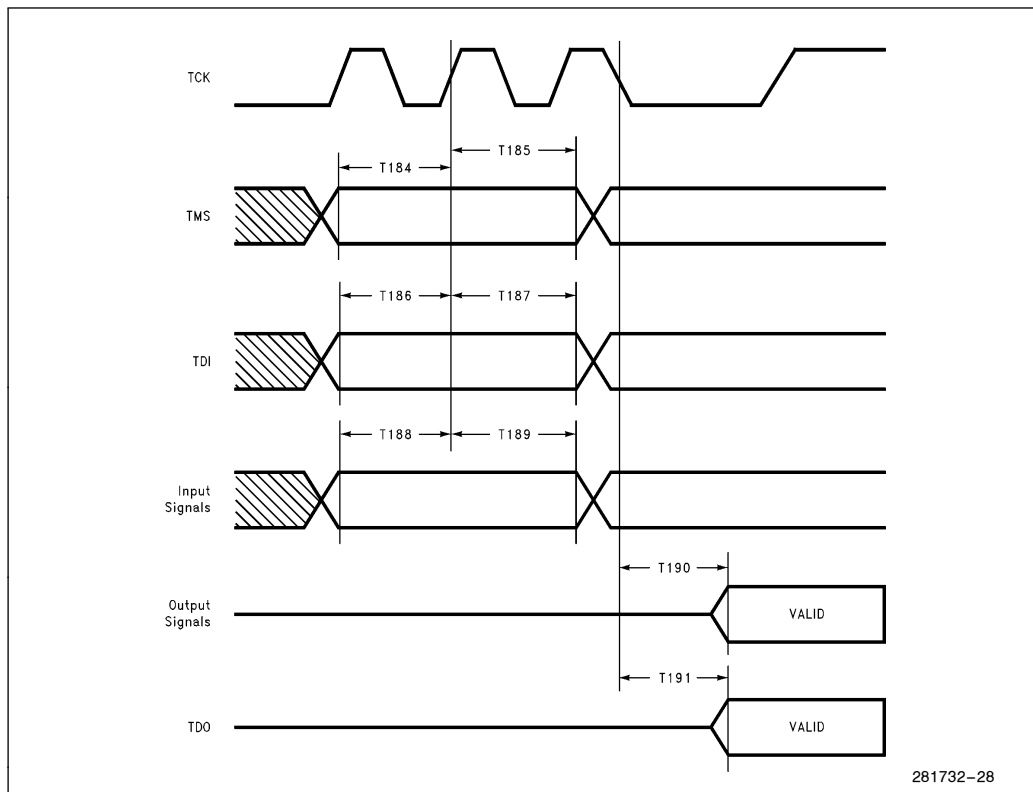 TCK
T185
T184
TMS
T186
T187
TDI
T188
T189
Input
Signals
T190
Output
Signals
VALID
T191
TDO
VALID
281732-28